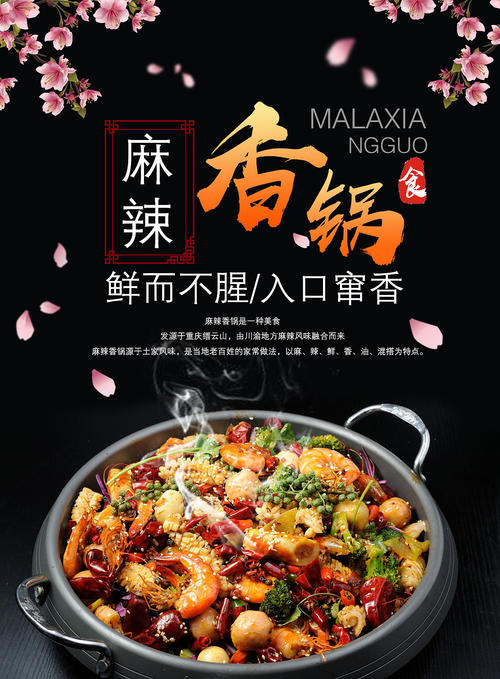 麻辣
香锅
MALAXIA
NGGUO
食
鲜而不腥/入口窜香
麻辣香锅是一种美食
发源于重庆缙云山，由川渝地方麻辣风味融合而来
麻辣香锅源于土家风味，是当地老百姓的家常做法，以麻、辣、鲜、香、油、混搭为特点。